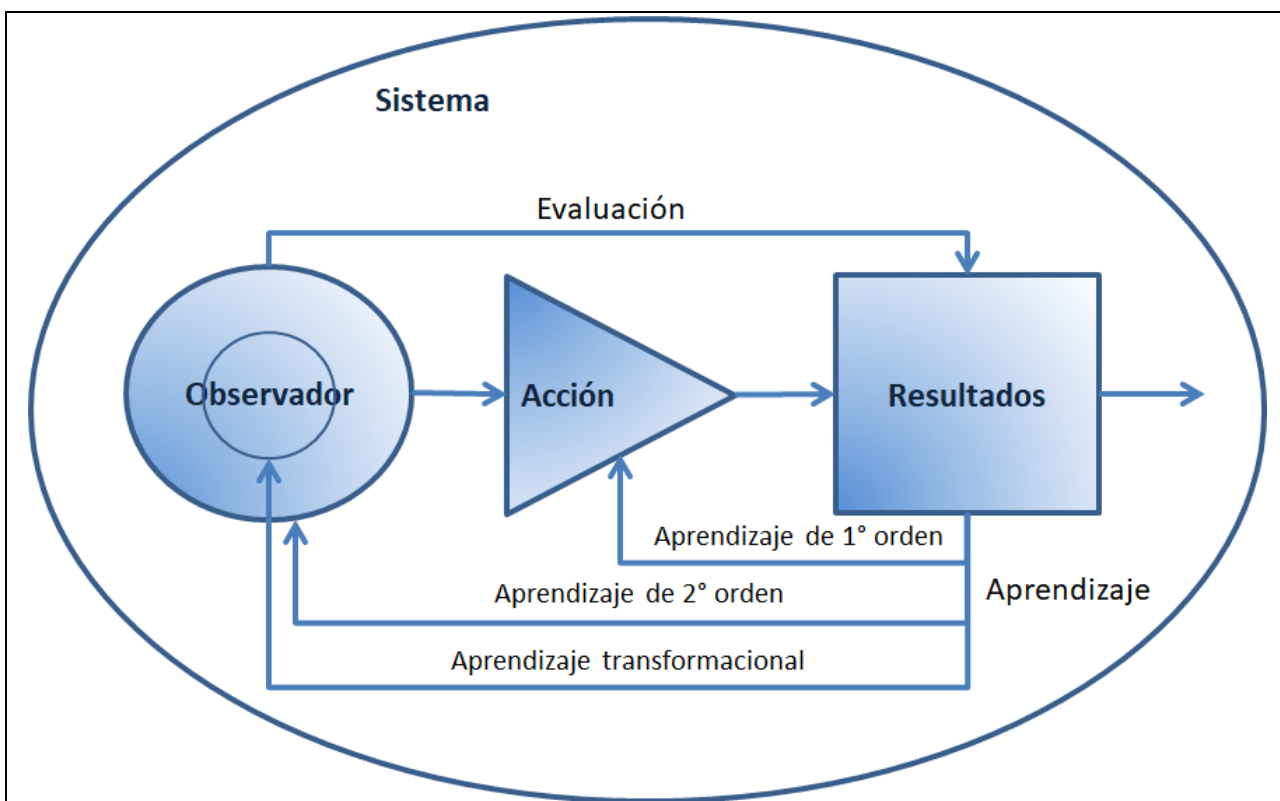 Sistema
Evaluación
Observador
Acción
Resultados
Aprendizaje de 1° orden
Aprendizaje de 2° orden
Aprendizaje
Aprendizaje transformacional